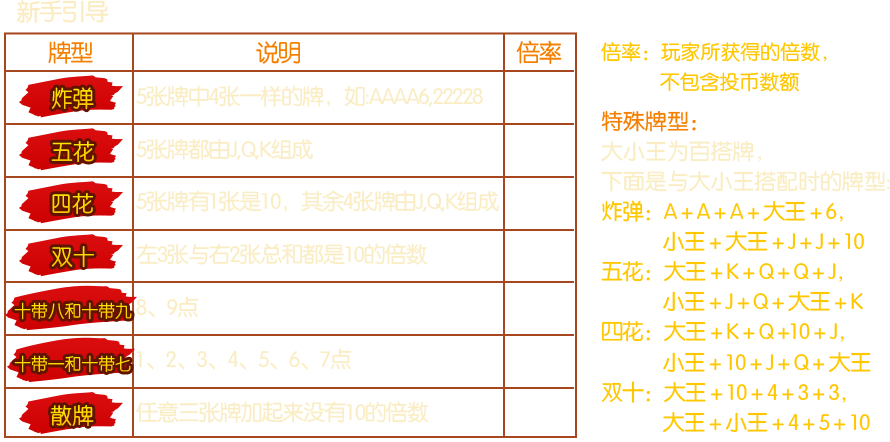 新手引导
牌型 说明 倍率
炸弹 5张牌中4张一样的牌，如:AAAA6,22228
五花 5张牌都由J,Q,K组成
四花 5张牌有1张是10，其余4张牌由J,Q,K组成
双十 左3张与右2张总和都是10的倍数
十带八和十带九 8、9点
十带一和十带七 1、2、3、4、5、6、7点
散牌 任意三张牌加起来没有10的倍数
倍率：玩家所获得的倍数，
不包含投币数额
特殊牌型：
大小王为百搭牌，
下面是与大小王搭配时的牌型:
炸弹：A+A+A+大王+6,
小王+大王+J+J+10
五花：大王+K+Q+Q+J,
小王+J+Q+大王+K
四花：大王+K+Q+10+J,
小王+10+J+Q+大王
双十：大王+10+4+3+3,
大王+小王+4+5+10